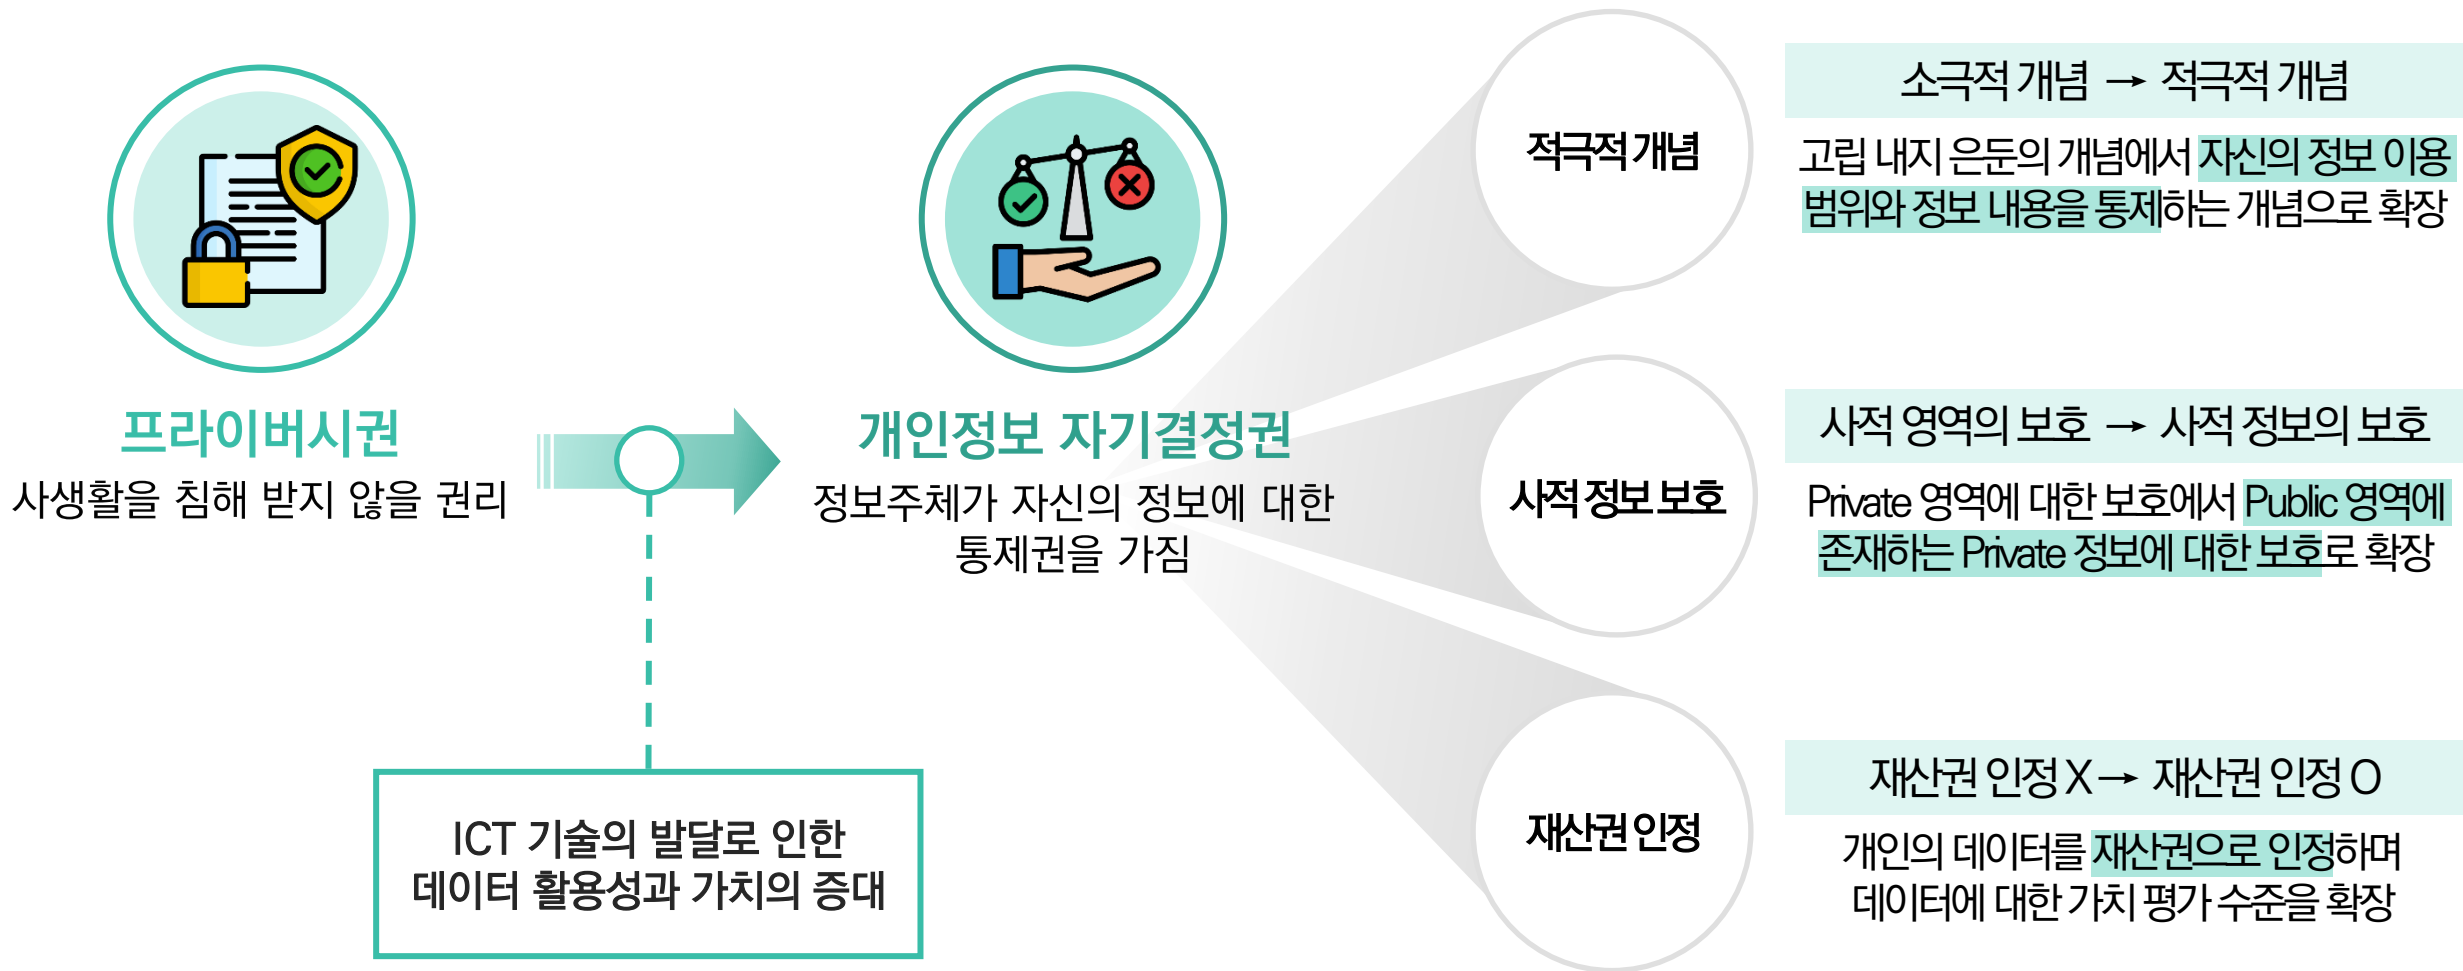 프라이버시권
사생활을 침해 받지 않을 권리
ICT 기술의 발달로 인한
데이터 활용성과 가치의 증대
개인정보 자기결정권
정보주체가 자신의 정보에 대한
통제권을 가짐
적극적 개념
소극적 개념 → 적극적 개념
고립 내지 은둔의 개념에서 자신의 정보 이용
범위와 정보 내용을 통제하는 개념으로 확장
사적 정보 보호
사적 영역의 보호 → 사적 정보의 보호
Private 영역에 대한 보호에서 Public 영역에
존재하는 Private 정보에 대한 보호로 확장
재산권 인정
재산권 인정 X → 재산권 인정 O
개인의 데이터를 재산권으로 인정하며
데이터에 대한 가치 평가 수준을 확장